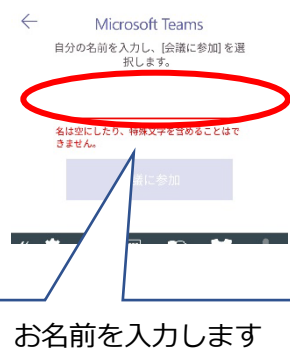 Microsoft Teams
自分の名前を入力し、[会議に参加] を選
択します。
名は空にしたり、特殊文字を含めることはで
きません。
会議に参加
お名前を入力します